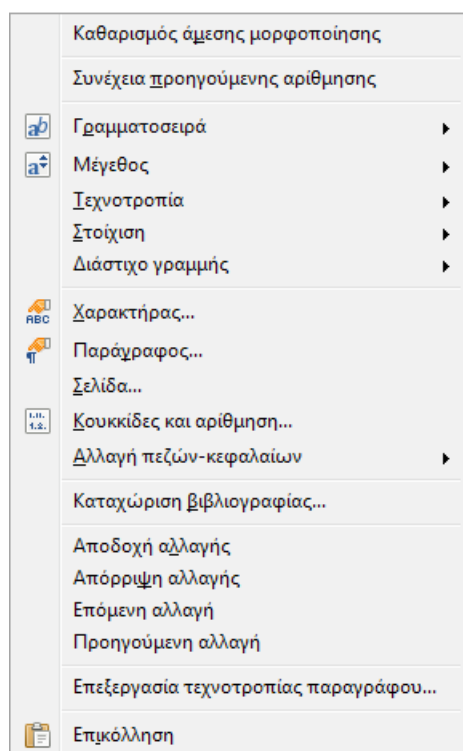 Καθαρισμός άμεσης μορφοποίησης
Συνέχεια προηγούμενης αρίθμησης
Γραμματοσειρά
Μέγεθος
Τεχνοτροπία
Στοίχιση
Διάστιχο γραμμής
Χαρακτήρας...
Παράγραφος...
Σελίδα...
Κουκκίδες και αρίθμηση...
Αλλαγή πεζών-κεφαλαίων
Καταχώριση βιβλιογραφίας...
Αποδοχή αλλαγής
Απόρριψη αλλαγής
Επόμενη αλλαγή
Προηγούμενη αλλαγή
Επεξεργασία τεχνοτροπίας παραγράφου...
Επικόλληση